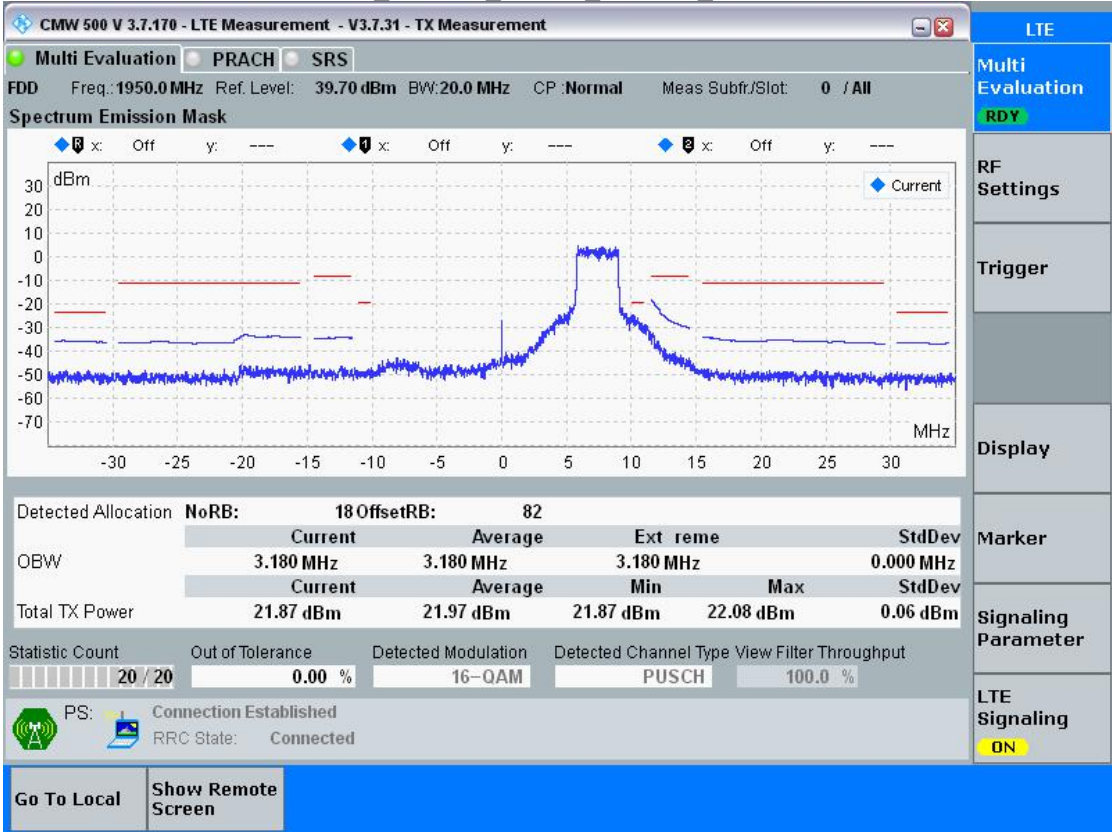 CMW 500 V 3.7.170 - LTE Measurement - V3.7.31 - TX Measurement
LTE
Multi Evaluation PRACH SRS
Multi
Evaluation
RDY
FDD Freq.: 1950.0 MHz Ref. Level: 39.70 dBm BW: 20.0 MHz CP : Normal Meas Subfr./Slot: 0 / All
Spectrum Emission Mask
R x: Off y: --- 1 x: Off y: --- 2 x: Off y: ---
dBm
Current
30
20
10
0
-10
-20
-30
-40
-50
-60
-70
MHz
-30 -25 -20 -15 -10 -5 0 5 10 15 20 25 30
RF
Settings
Trigger
Display
Marker
Signaling
Parameter
LTE
Signaling
ON
Detected Allocation NoRB: 18 OffsetRB: 82
Current Average Ext reme StdDev
OBW 3.180 MHz 3.180 MHz 3.180 MHz 0.000 MHz
Current Average Min Max StdDev
Total TX Power 21.87 dBm 21.97 dBm 21.87 dBm 22.08 dBm 0.06 dBm
Statistic Count Out of Tolerance Detected Modulation Detected Channel Type View Filter Throughput
20 / 20 0.00 % 16-QAM PUSCH 100.0 %
PS: Connection Established
RRC State: Connected
Go To Local
Show Remote
Screen